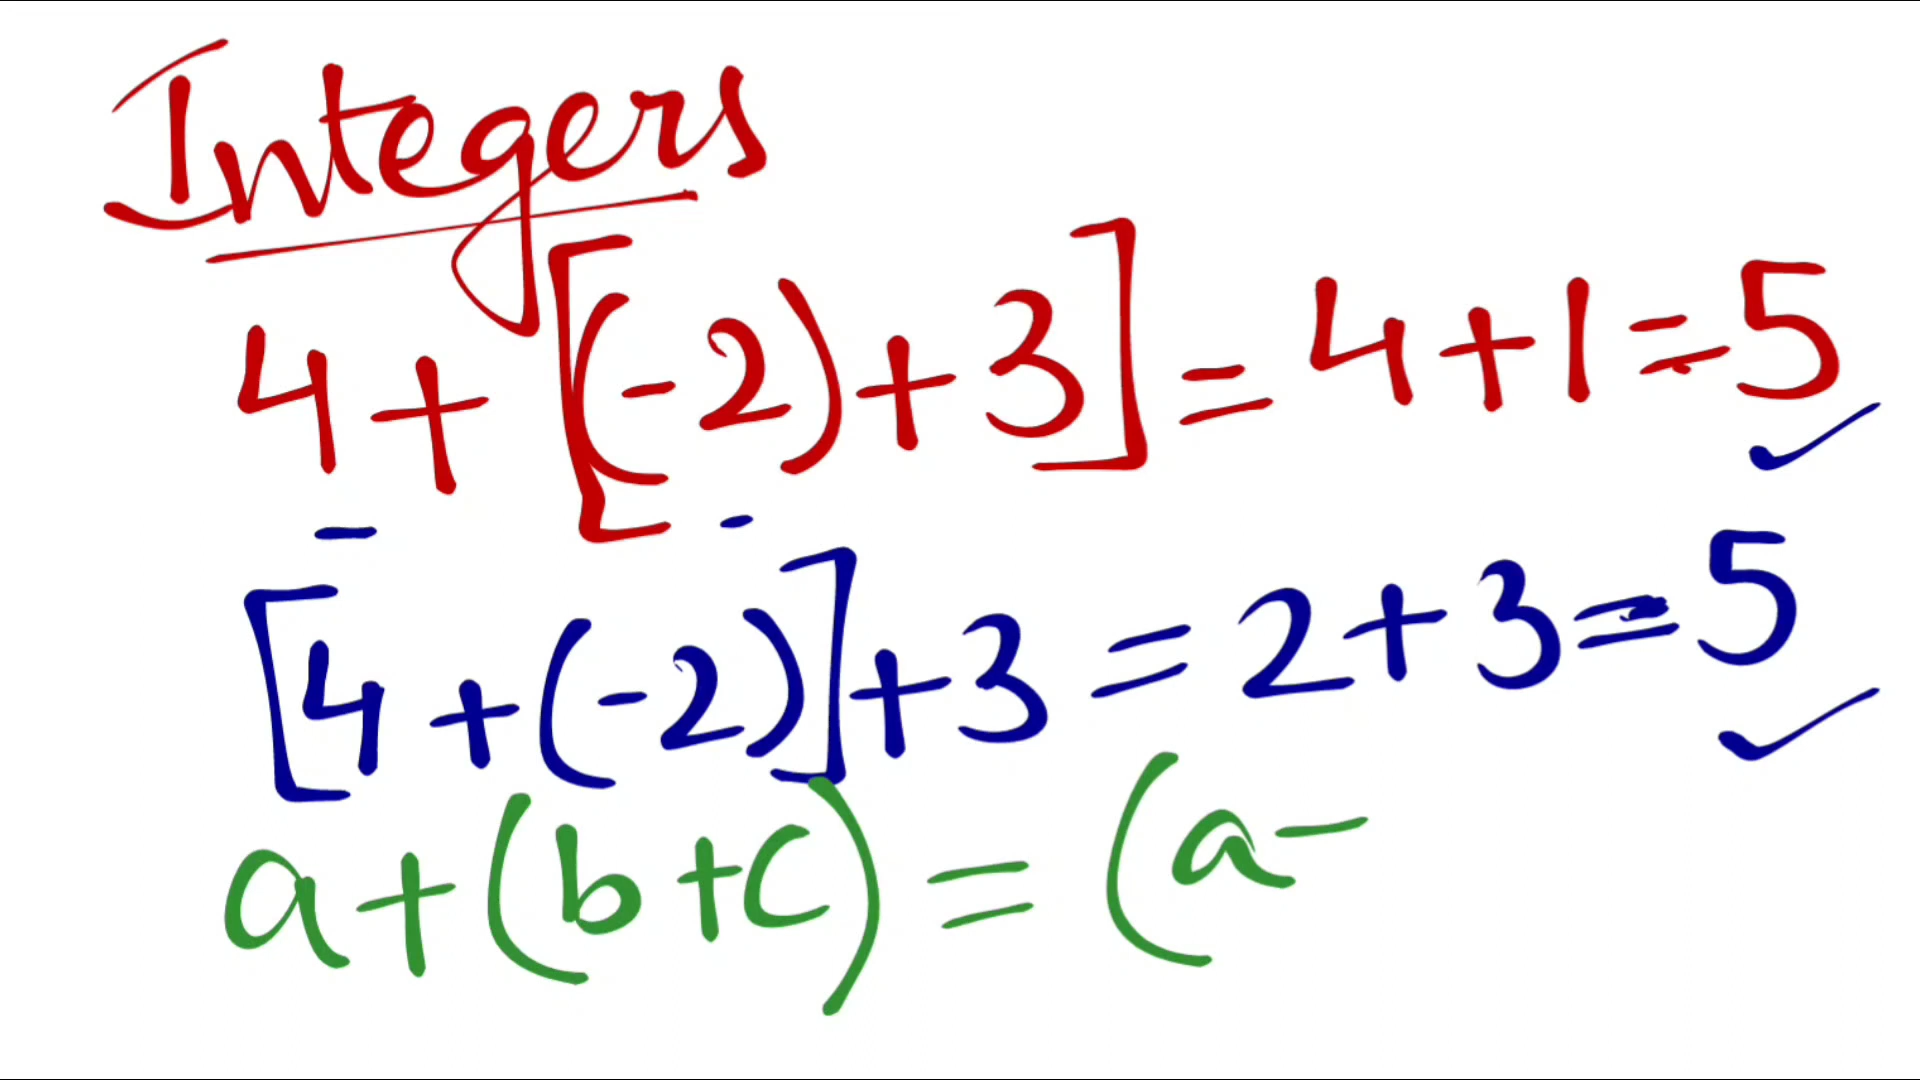 Integers
4 + [(-2) + 3] = 4 + 1 = 5 ✓
[4 + (-2)] + 3 = 2 + 3 = 5 ✓
a + (b + c) = (a -